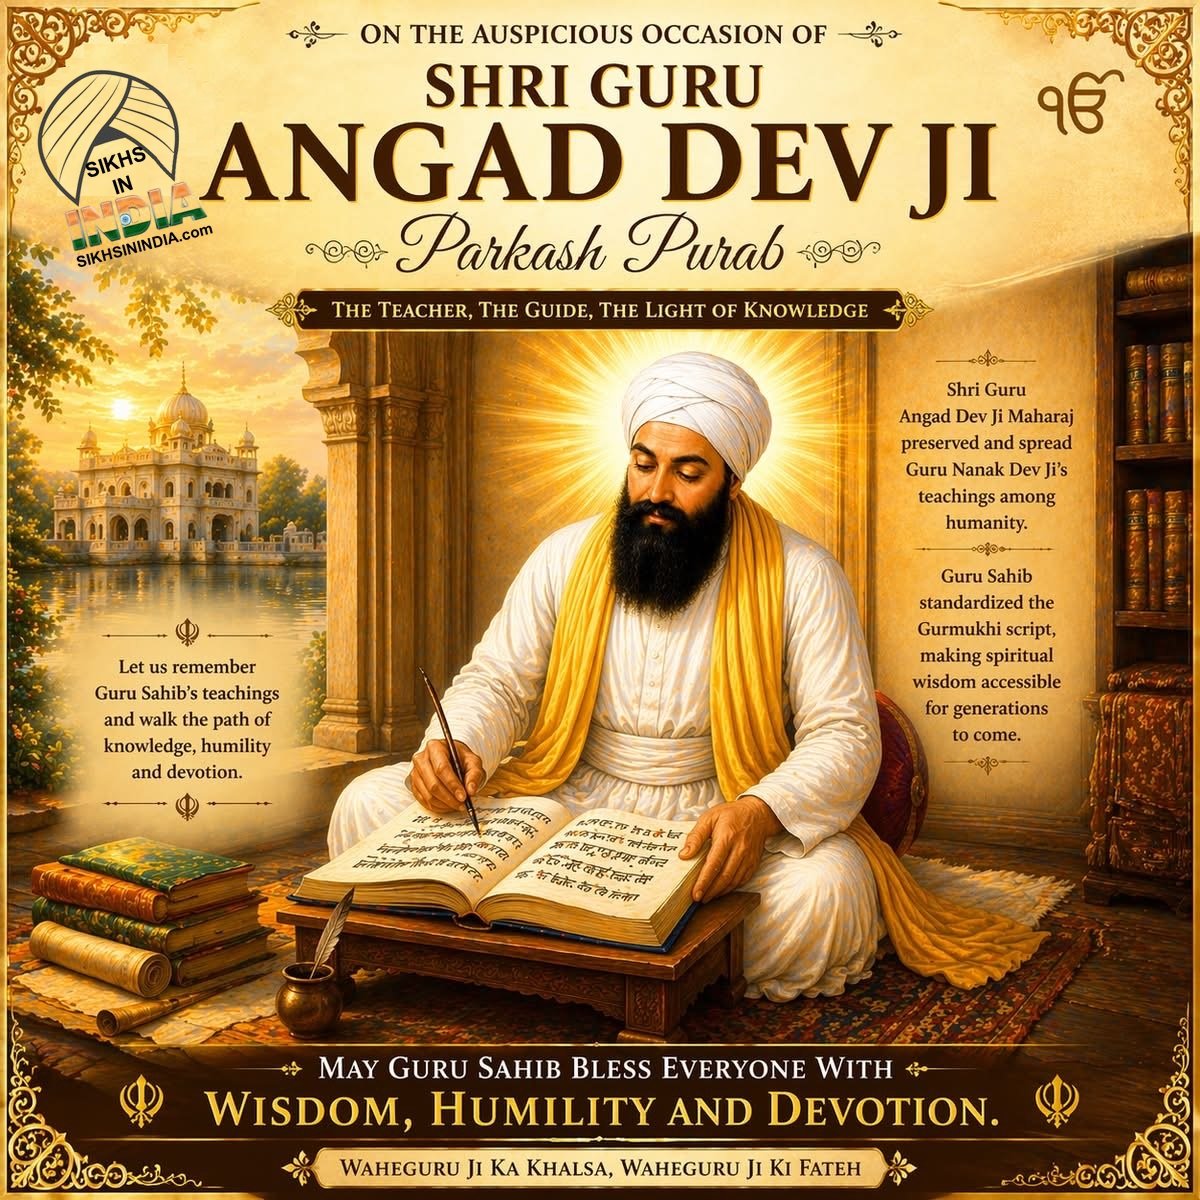 ON THE AUSPICIOUS OCCASION OF
SHRI GURU
ANGAD DEV JI
Parkash Purab
THE TEACHER, THE GUIDE, THE LIGHT OF KNOWLEDGE
ੴ
SIKHS
IN
INDIA
SIKHSININDIA.com
Shri Guru
Angad Dev Ji Maharaj
preserved and spread
Guru Nanak Dev Ji's
teachings among
humanity.
Guru Sahib
standardized the
Gurmukhi script,
making spiritual
wisdom accessible
for generations
to come.
Let us remember
Guru Sahib's teachings
and walk the path of
knowledge, humility
and devotion.
MAY GURU SAHIB BLESS EVERYONE WITH
WISDOM, HUMILITY AND DEVOTION.
WAHEGURU JI KA KHALSA, WAHEGURU JI KI FATEH